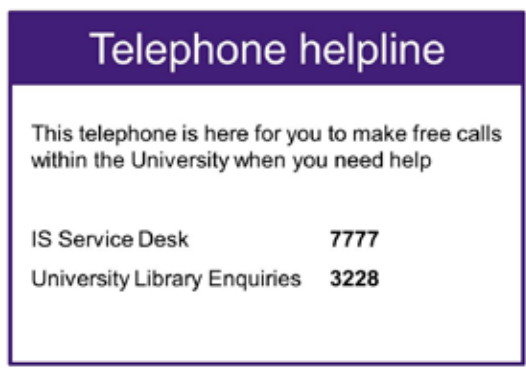 Telephone helpline
This telephone is here for you to make free calls
within the University when you need help
IS Service Desk 7777
University Library Enquiries 3228